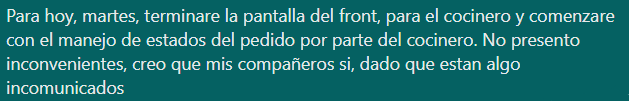 Para hoy, martes, terminare la pantalla del front, para el cocinero y comenzare
con el manejo de estados del pedido por parte del cocinero. No presento
inconvenientes, creo que mis compañeros si, dado que estan algo
incomunicados